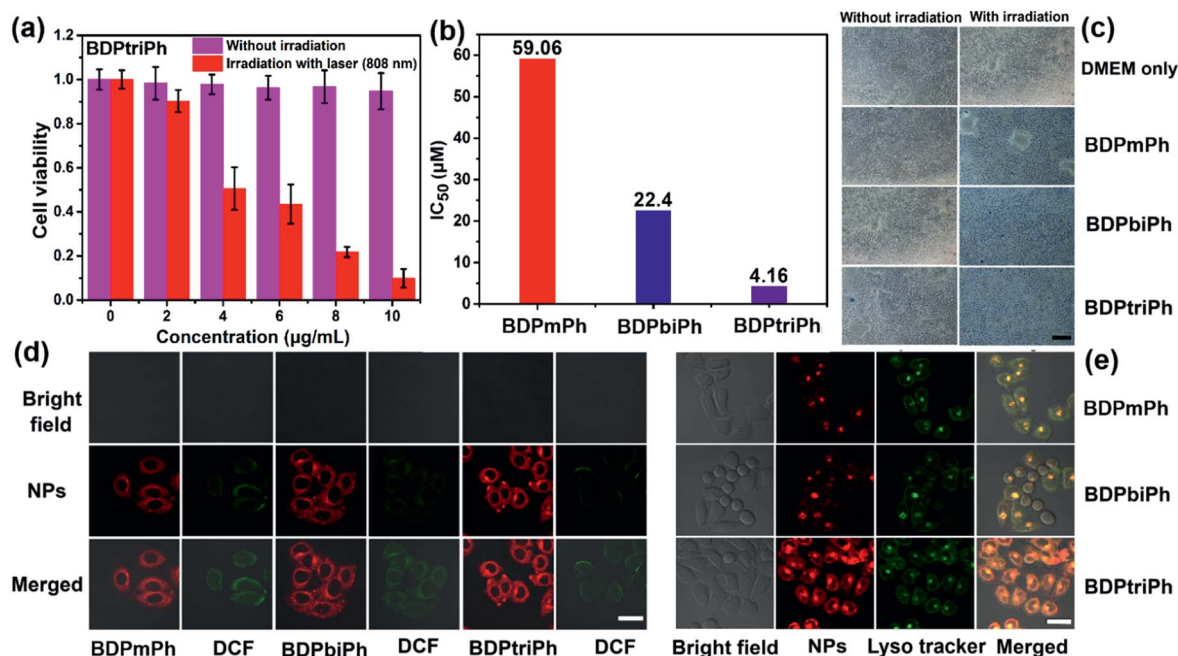 (a)
BDPtriPh
Without irradiation
Irradiation with laser (808 nm)
Cell viability
1.2
1.0
0.8
0.6
0.4
0.2
0.0
0 2 4 6 8 10
Concentration (µg/mL)
(b)
IC50 (µM)
60
50
40
30
20
10
0
59.06
22.4
4.16
BDPmPh BDPbiPh BDPtriPh
(c)
Without irradiation With irradiation
DMEM only
BDPmPh
BDPbiPh
BDPtriPh
(d)
Bright
field
NPs
Merged
BDPmPh DCF BDPbiPh DCF BDPtriPh DCF
(e)
BDPmPh
BDPbiPh
BDPtriPh
Bright field NPs Lyso tracker Merged